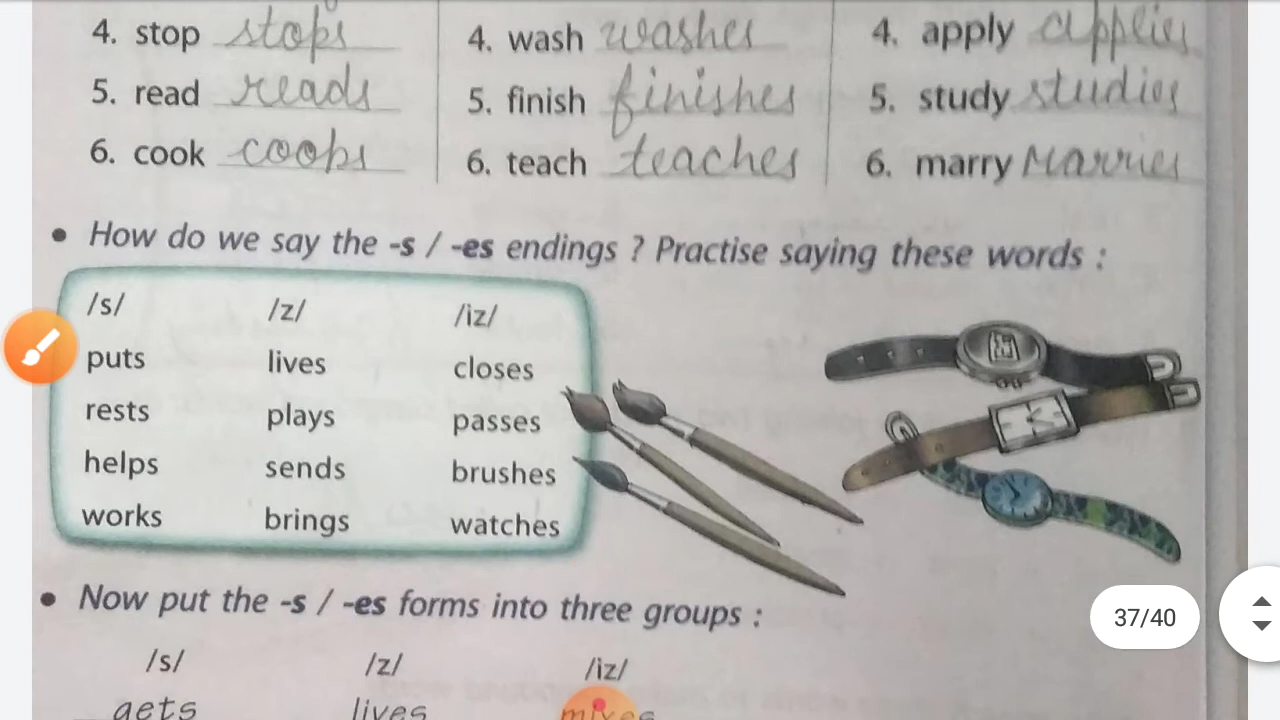 4. stop stops 4. wash washes 4. apply applies
5. read reads 5. finish finishes 5. study studies
6. cook cooks 6. teach teaches 6. marry Marries
• How do we say the -s / -es endings ? Practise saying these words :
/s/ /z/ /iz/
puts lives closes
rests plays passes
helps sends brushes
works brings watches
• Now put the -s / -es forms into three groups :
37/40
/s/ /z/ /iz/
gets lives mixes